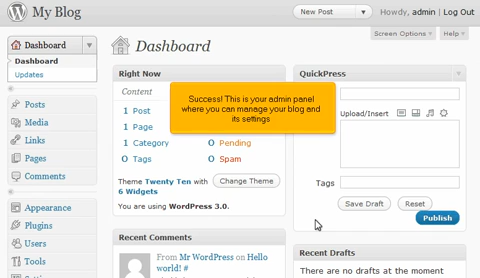 My Blog
New Post
Howdy, admin | Log Out
Screen Options
Help
Dashboard
Dashboard
Updates
Posts
Media
Links
Pages
Comments
Appearance
Plugins
Users
Tools
Dashboard
Right Now
Content
1 Post
1 Page
1 Category
0 Pending
0 Tags
0 Spam
Theme Twenty Ten with
6 Widgets
Change Theme
You are using WordPress 3.0.
Success! This is your admin panel
where you can manage your blog and
its settings
Recent Comments
From Mr WordPress on Hello
world! #
QuickPress
Upload/Insert
Tags
Save Draft
Reset
Publish
Recent Drafts
There are no drafts at the moment